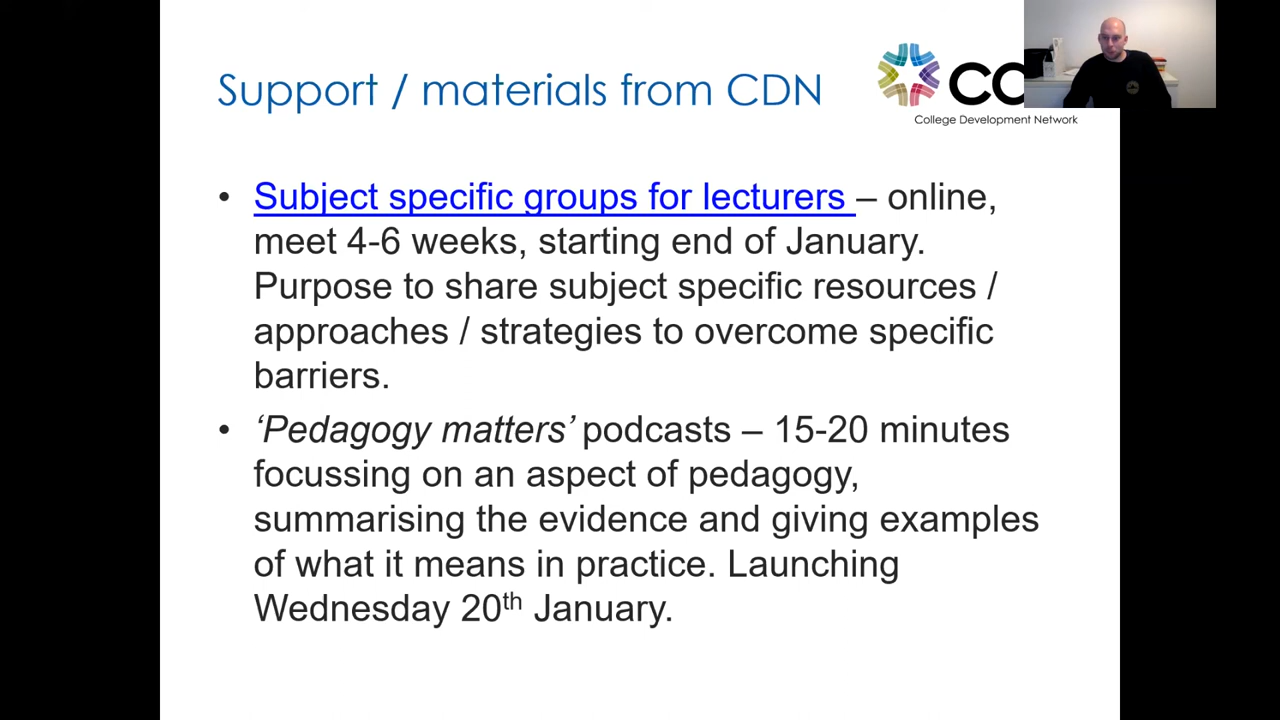 Support / materials from CDN
College Development Network
• Subject specific groups for lecturers – online,
meet 4-6 weeks, starting end of January.
Purpose to share subject specific resources /
approaches / strategies to overcome specific
barriers.
• ‘Pedagogy matters’ podcasts – 15-20 minutes
focussing on an aspect of pedagogy,
summarising the evidence and giving examples
of what it means in practice. Launching
Wednesday 20th January.